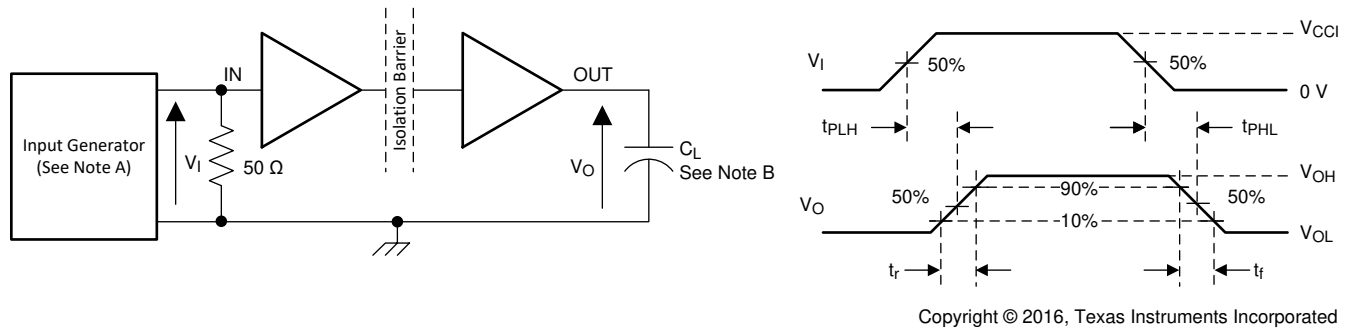 Input Generator
(See Note A)
V_I
IN
50 Ω
Isolation Barrier
OUT
V_O
C_L
See Note B
V_I
50%
50%
V_CCI
0 V
t_PLH
t_PHL
V_O
50%
90%
10%
50%
V_OH
V_OL
t_r
t_f
Copyright © 2016, Texas Instruments Incorporated